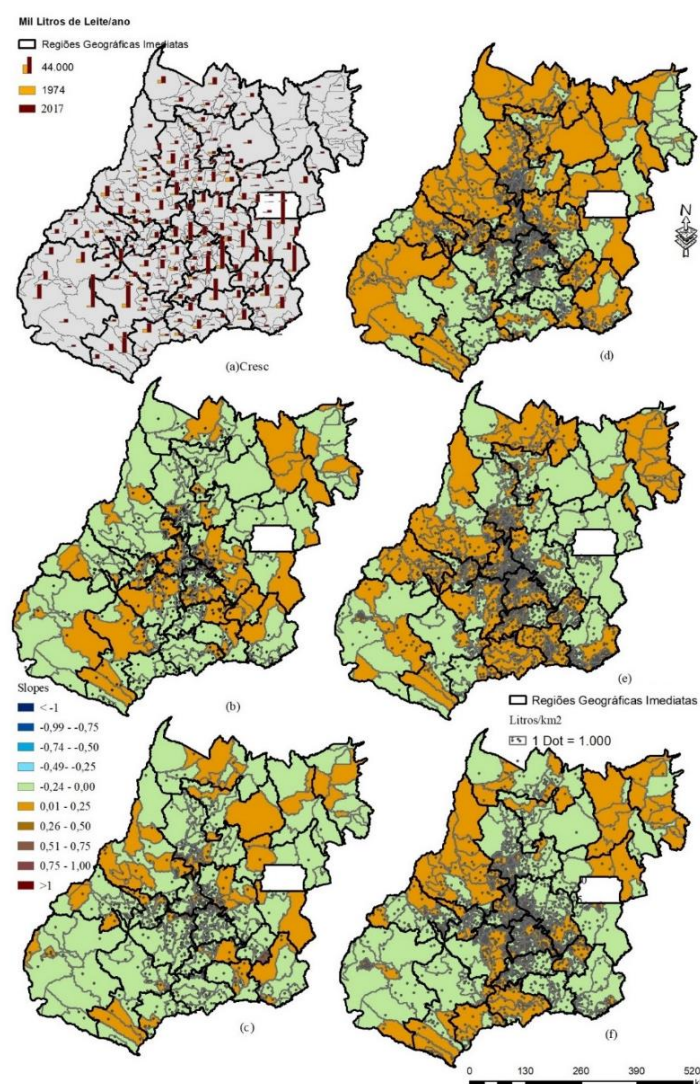 Mil Litros de Leite/ano
Regiões Geográficas Imediatas
44.000
1974
2017
N
(a)Cresc
(d)
(b)
(e)
Slopes
< -1
-0,99 - -0,75
-0,74 - -0,50
-0,49- -0,25
-0,24 - 0,00
0,01 - 0,25
0,26 - 0,50
0,51 - 0,75
0,75 - 1,00
>1
Regiões Geográficas Imediatas
Litros/km2
1 Dot = 1.000
(c)
(f)
0 130 260 390 520